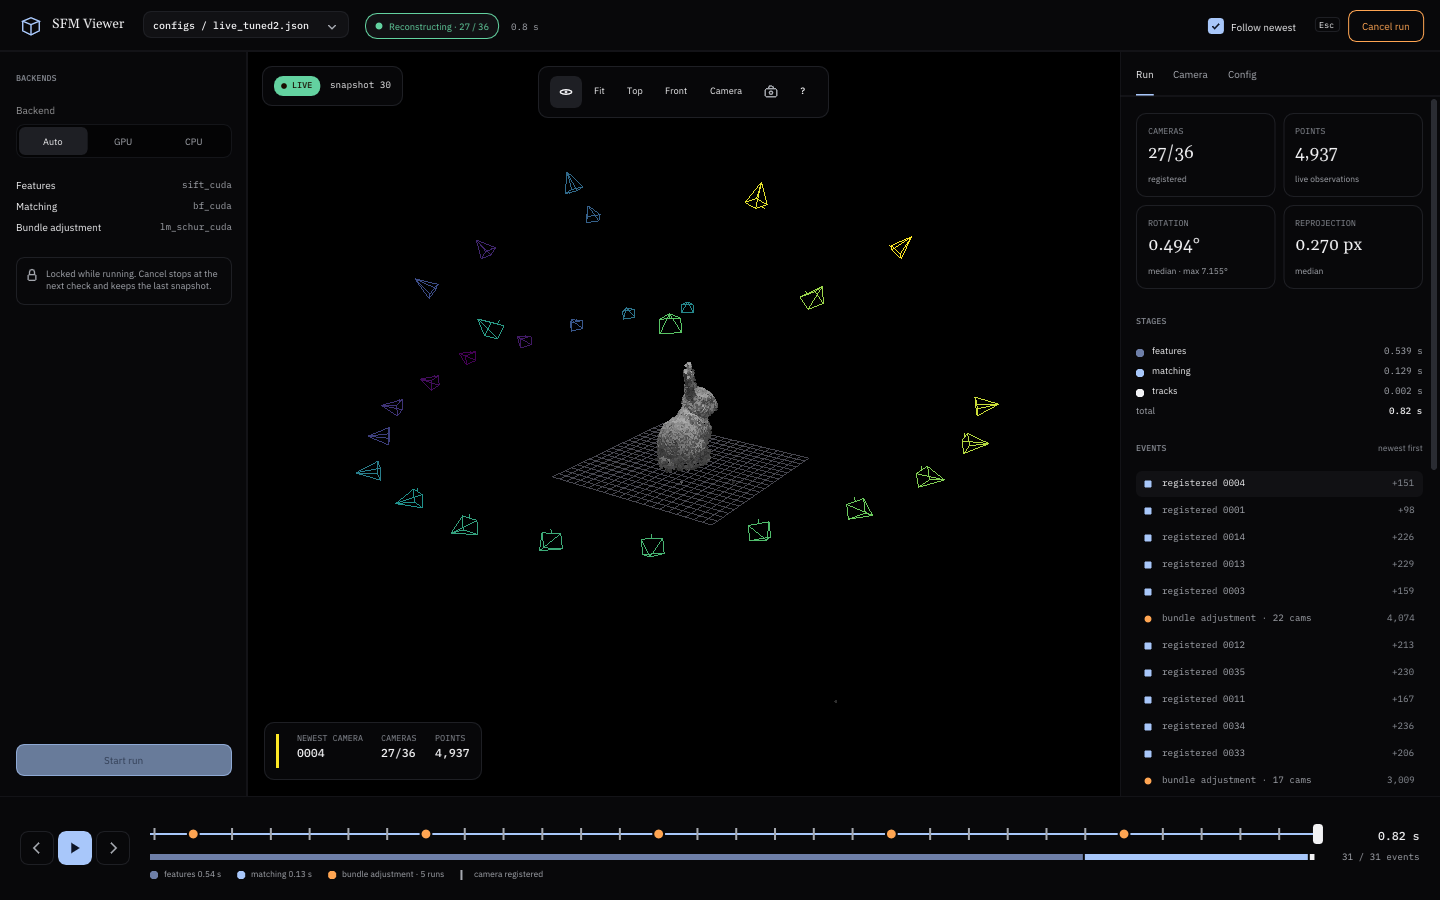 SFM Viewer
configs / live_tuned2.json
Reconstructing · 27 / 36
0.8 s
Follow newest
Esc
Cancel run
BACKENDS
Backend
Auto
GPU
CPU
Features sift_cuda
Matching bf_cuda
Bundle adjustment lm_schur_cuda
Locked while running. Cancel stops at the
next check and keeps the last snapshot.
Start run
LIVE
snapshot 30
Fit
Top
Front
Camera
?
NEWEST CAMERA CAMERAS POINTS
0004 27/36 4,937
Run
Camera
Config
CAMERAS
27/36
registered
POINTS
4,937
live observations
ROTATION
0.494°
median · max 7.155°
REPROJECTION
0.270 px
median
STAGES
features 0.539 s
matching 0.129 s
tracks 0.002 s
total 0.82 s
EVENTS newest first
registered 0004 +151
registered 0001 +98
registered 0014 +226
registered 0013 +229
registered 0003 +159
bundle adjustment · 22 cams 4,074
registered 0012 +213
registered 0035 +230
registered 0011 +167
registered 0034 +236
registered 0033 +206
bundle adjustment · 17 cams 3,009
0.82 s
31 / 31 events
features 0.54 s
matching 0.13 s
bundle adjustment · 5 runs
camera registered